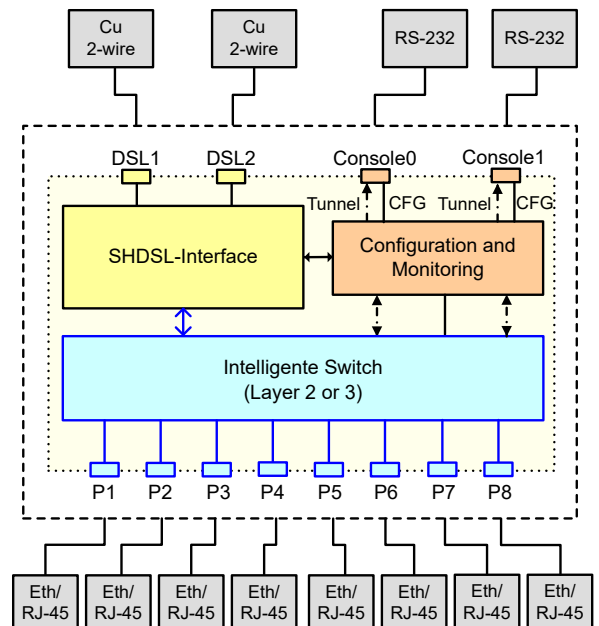 Cu
2-wire
Cu
2-wire
RS-232
RS-232
DSL1
DSL2
Console0
Console1
Tunnel
CFG
Tunnel
CFG
SHDSL-Interface
Configuration and
Monitoring
Intelligente Switch
(Layer 2 or 3)
P1
P2
P3
P4
P5
P6
P7
P8
Eth/
RJ-45
Eth/
RJ-45
Eth/
RJ-45
Eth/
RJ-45
Eth/
RJ-45
Eth/
RJ-45
Eth/
RJ-45
Eth/
RJ-45